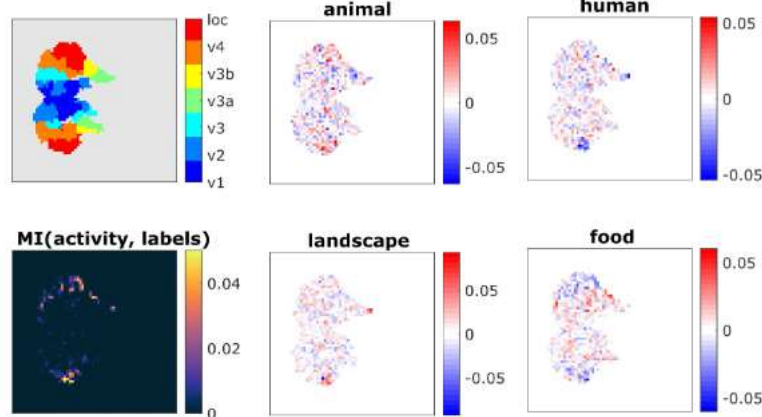 loc
v4
v3b
v3a
v3
v2
v1
animal
0.05
0
-0.05
human
0.05
0
-0.05
MI(activity, labels)
0.04
0.02
0
landscape
0.05
0
-0.05
food
0.05
0
-0.05